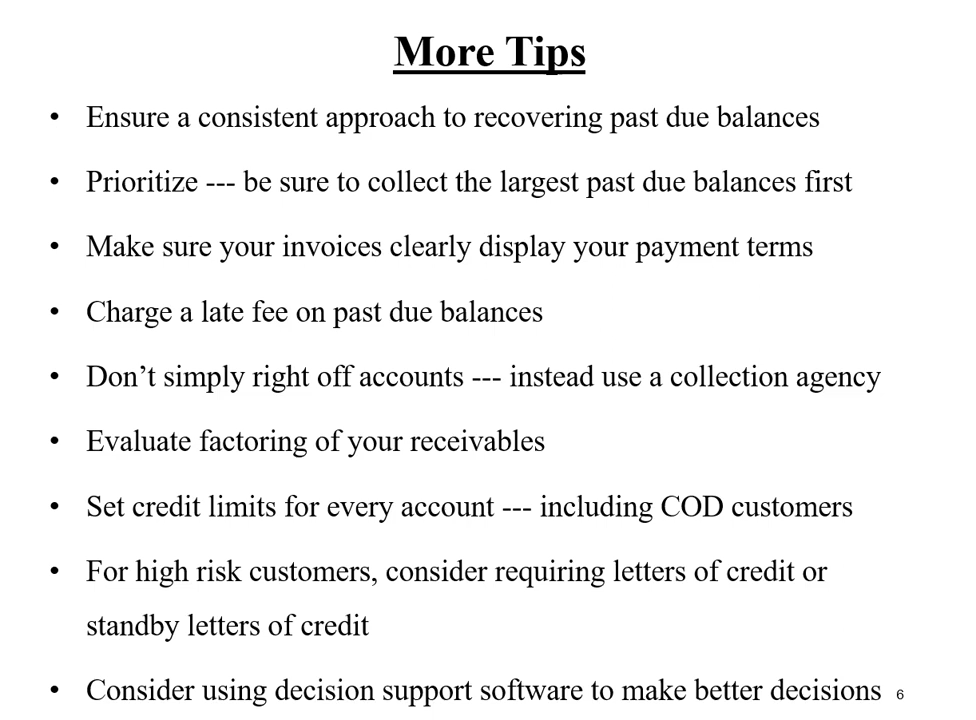 More Tips
• Ensure a consistent approach to recovering past due balances
• Prioritize --- be sure to collect the largest past due balances first
• Make sure your invoices clearly display your payment terms
• Charge a late fee on past due balances
• Don’t simply right off accounts --- instead use a collection agency
• Evaluate factoring of your receivables
• Set credit limits for every account --- including COD customers
• For high risk customers, consider requiring letters of credit or
standby letters of credit
• Consider using decision support software to make better decisions
6